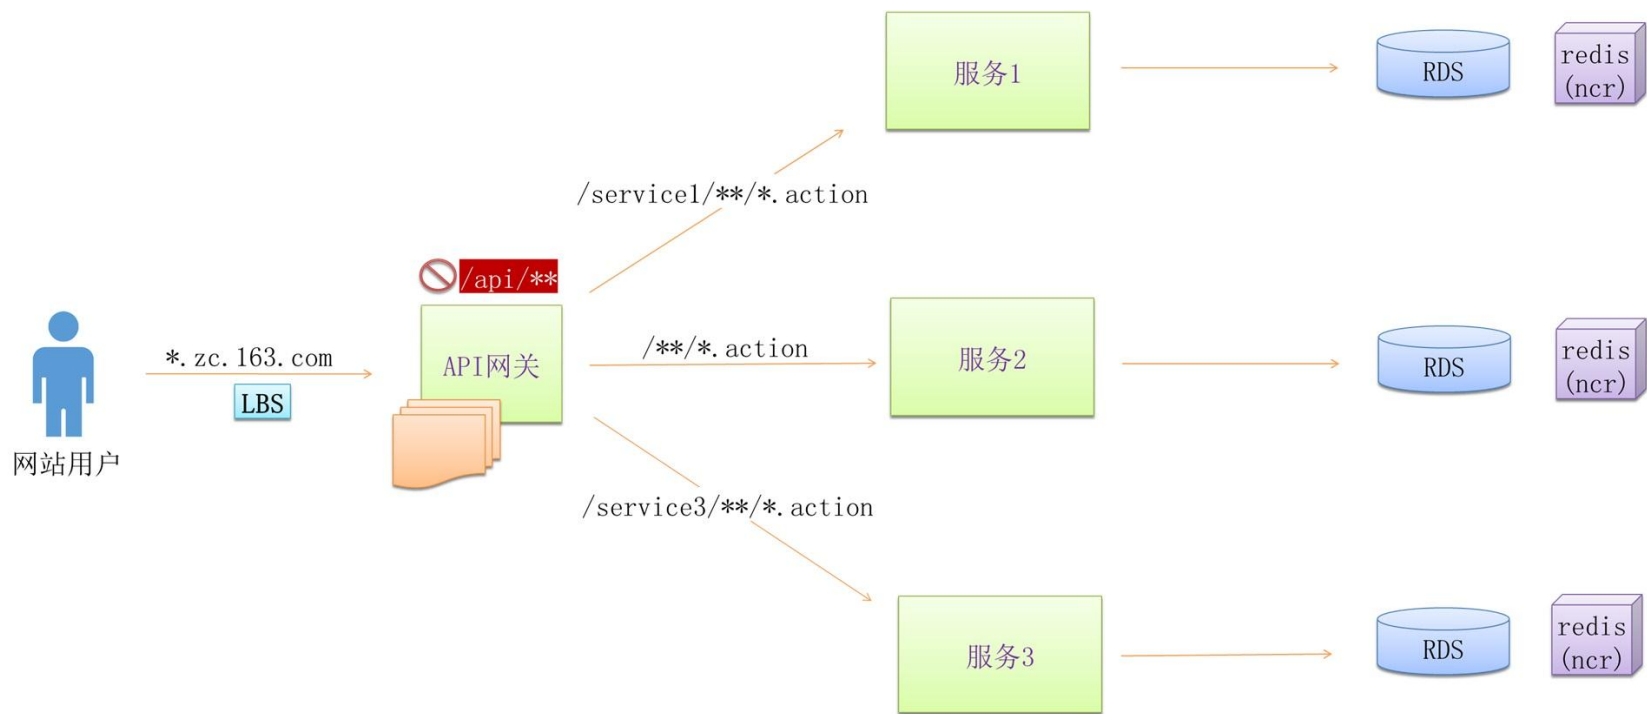 服务1
RDS
redis
(ncr)
/service1/**/*.action
/api/**
*.zc.163.com
LBS
API网关
/**/*.action
服务2
RDS
redis
(ncr)
网站用户
/service3/**/*.action
服务3
RDS
redis
(ncr)